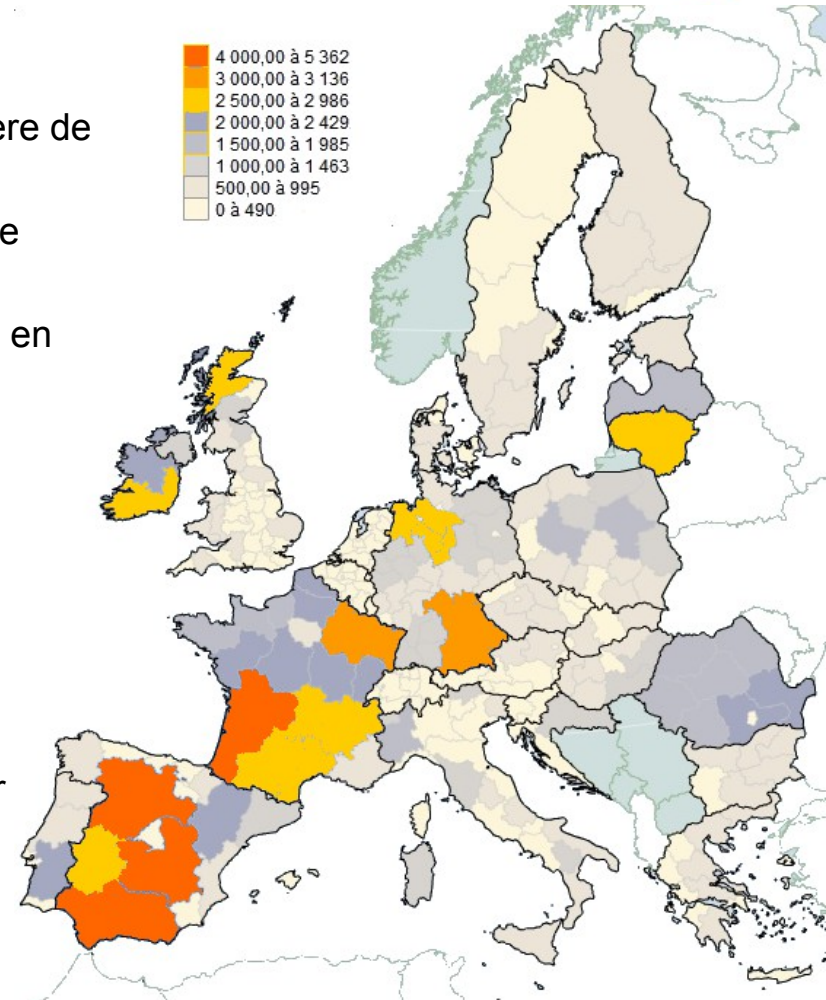 4 000,00 à 5 362
3 000,00 à 3 136
2 500,00 à 2 986
2 000,00 à 2 429
1 500,00 à 1 985
1 000,00 à 1 463
500,00 à 995
0 à 490
ère de
e
en
r